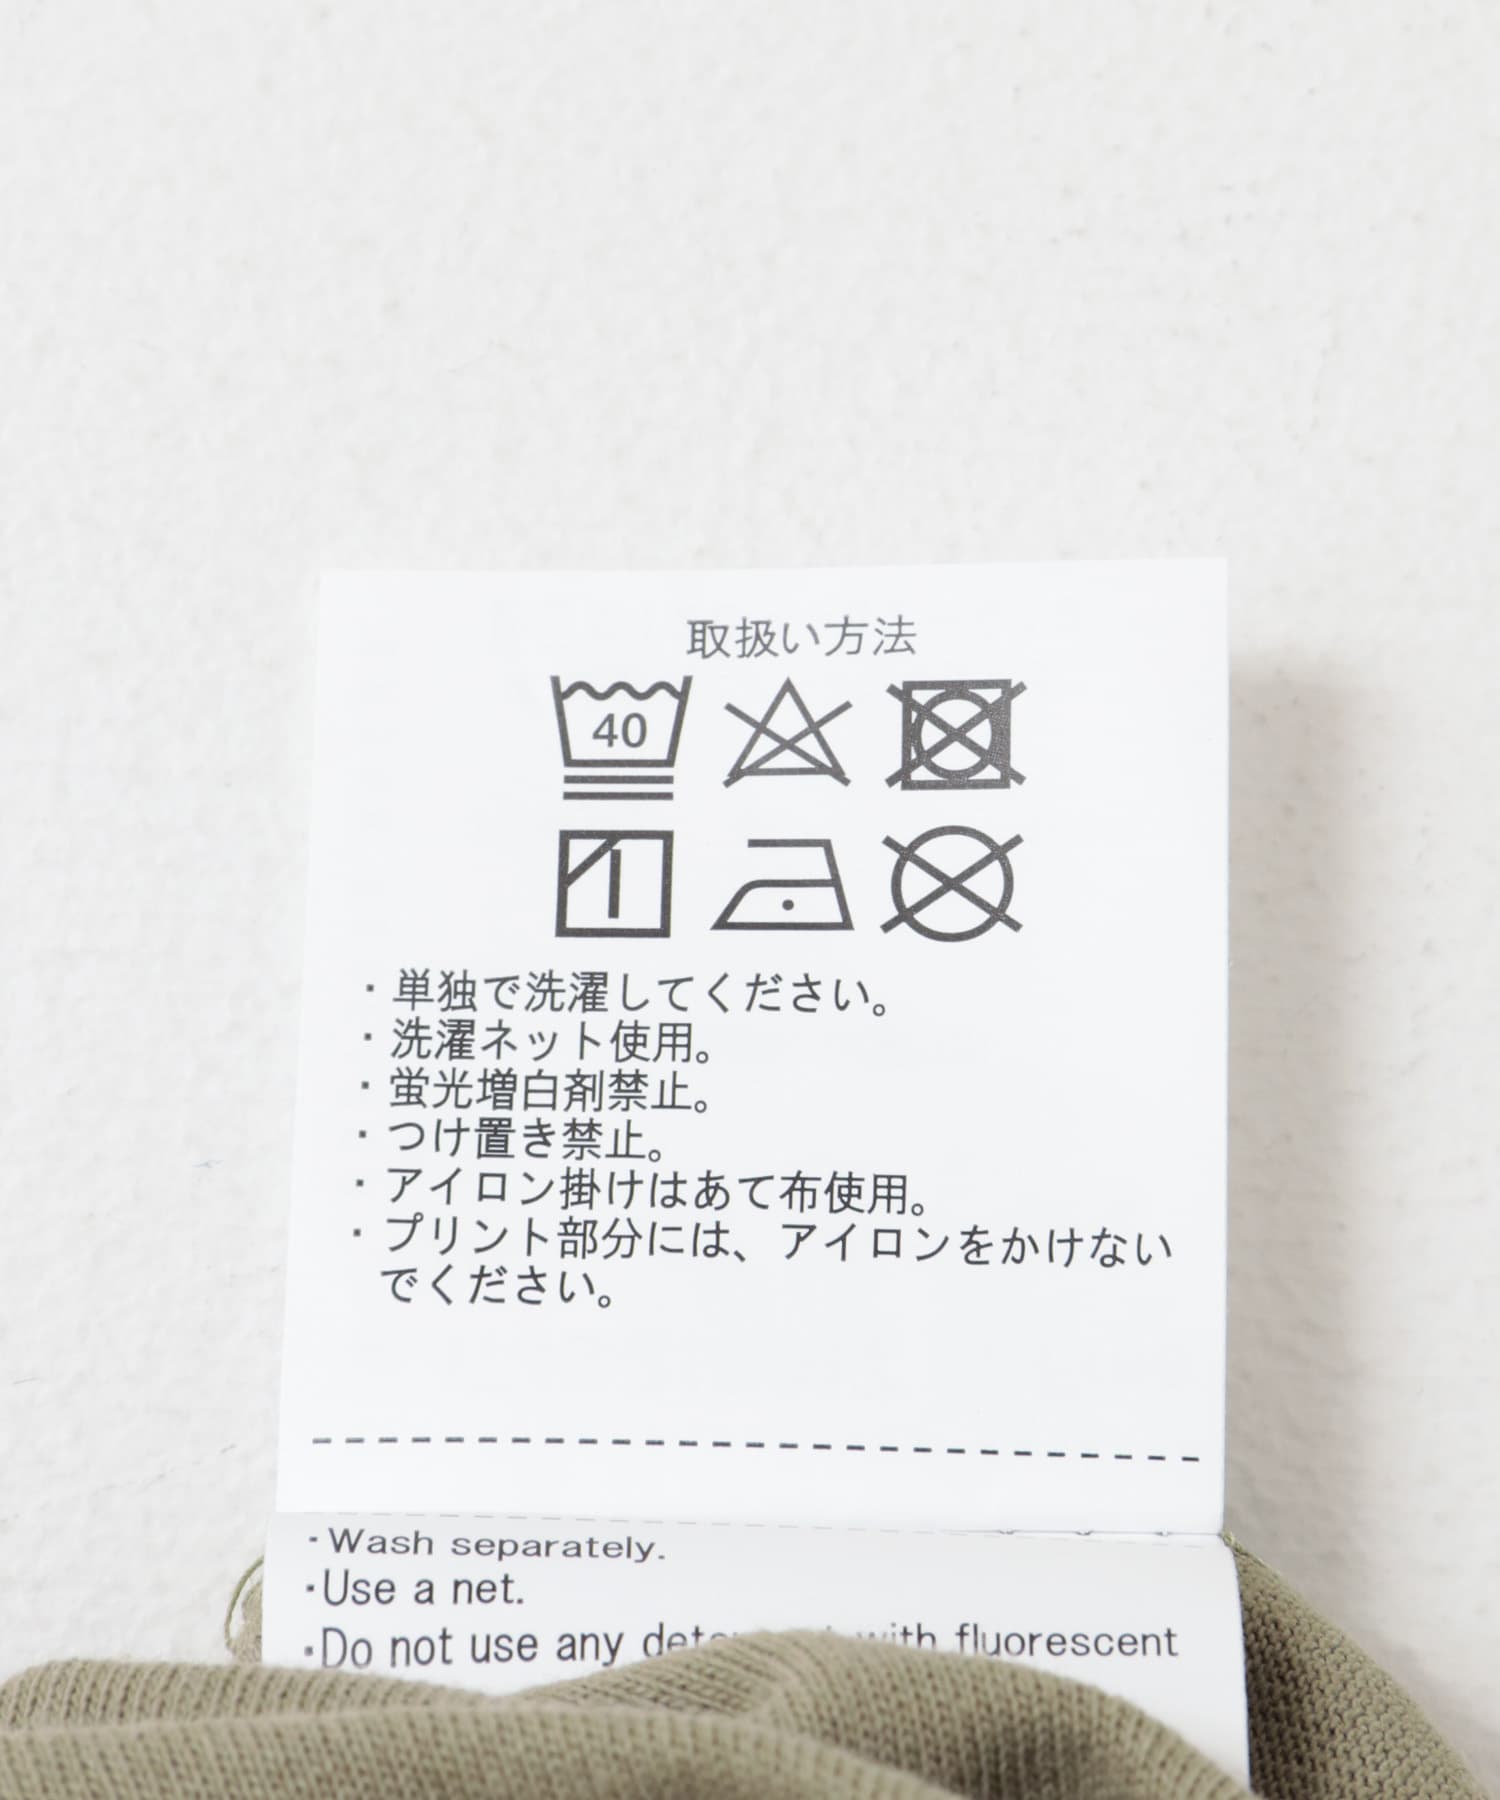 取扱い方法
40
・単独で洗濯してください。
・洗濯ネット使用。
・蛍光増白剤禁止。
・つけ置き禁止。
・アイロン掛けはあて布使用。
・プリント部分には、アイロンをかけない
でください。
・Wash separately.
・Use a net.
・Do not use any with fluorescent